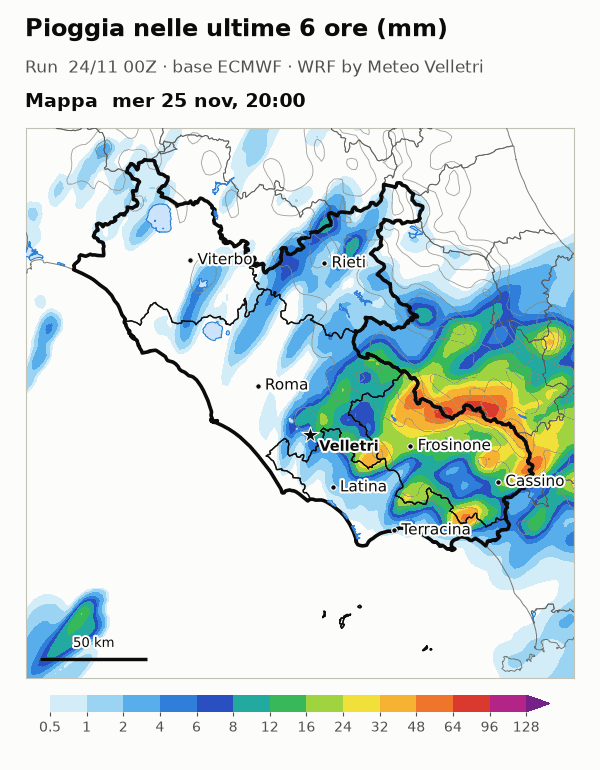 Pioggia nelle ultime 6 ore (mm)
Run  24/11 00Z · base ECMWF · WRF by Meteo Velletri
Mappa  mer 25 nov, 20:00
Viterbo
Rieti
Roma
Velletri
Frosinone
Latina
Cassino
Terracina
50 km
0.5 1 2 4 6 8 12 16 24 32 48 64 96 128